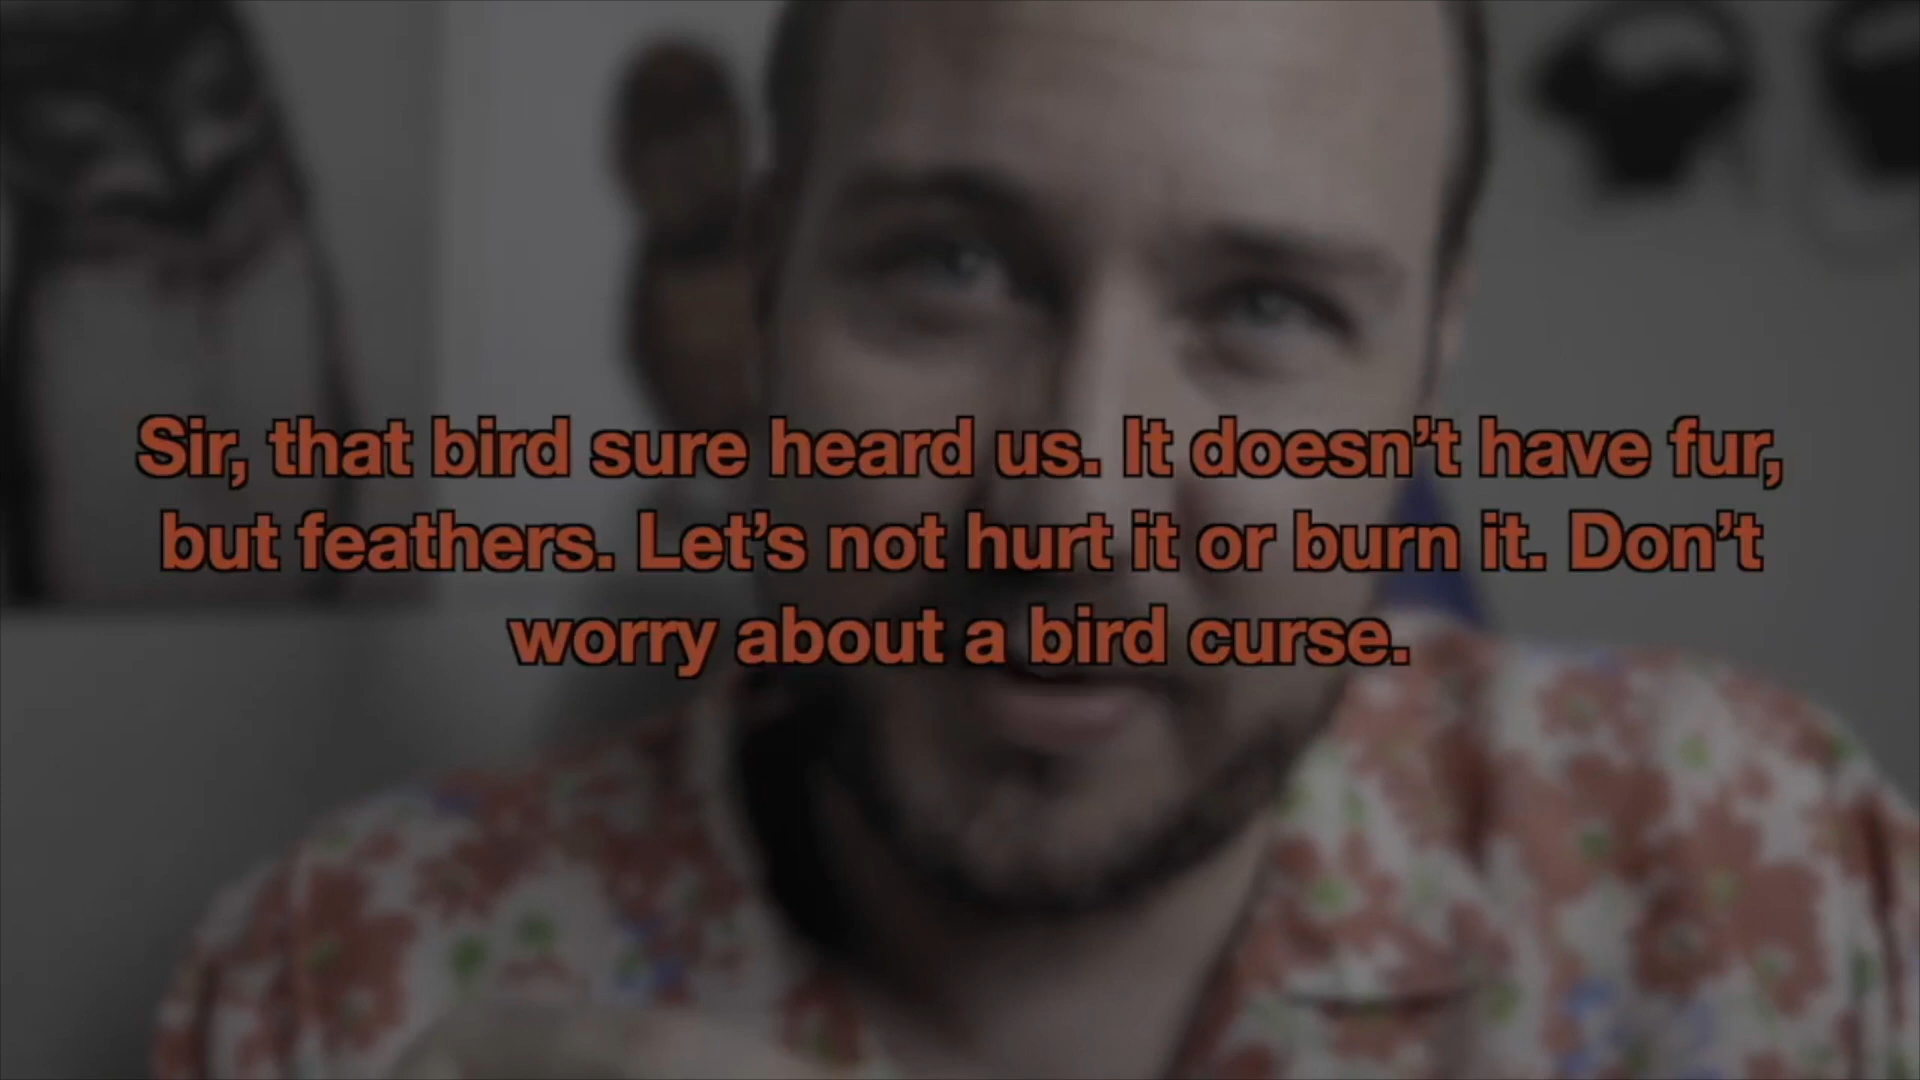 Sir, that bird sure heard us. It doesn’t have fur,
but feathers. Let’s not hurt it or burn it. Don’t
worry about a bird curse.